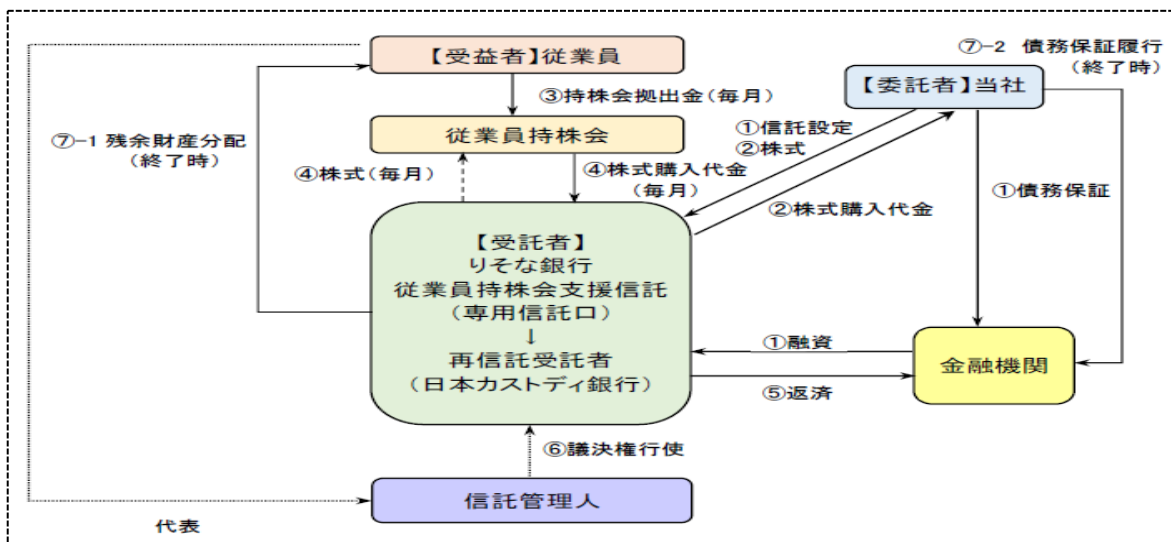 【受益者】従業員
⑦-2 債務保証履行
(終了時)
【委託者】当社
③持株会拠出金(毎月)
従業員持株会
①信託設定
②株式
⑦-1 残余財産分配
(終了時)
④株式(毎月)
④株式購入代金
(毎月)
②株式購入代金
①債務保証
【受託者】
りそな銀行
従業員持株会支援信託
(専用信託口)
↓
再信託受託者
(日本カストディ銀行)
①融資
金融機関
⑤返済
⑥議決権行使
信託管理人
代表